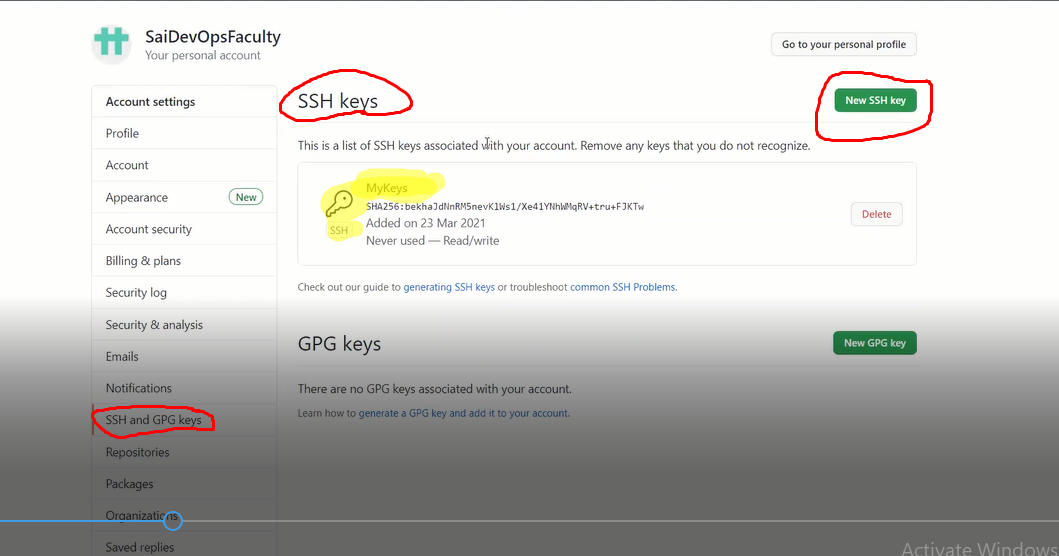 SaiDevOpsFaculty
Your personal account
Go to your personal profile
Account settings
Profile
Account
Appearance New
Account security
Billing & plans
Security log
Security & analysis
Emails
Notifications
SSH and GPG keys
Repositories
Packages
Organizations
Saved replies
SSH keys
New SSH key
This is a list of SSH keys associated with your account. Remove any keys that you do not recognize.
MyKeys
SHA256:bekhaJdNnRM5nevK1Ws1/Xe41YNhWMqRV+tru+FJKTw
SSH
Added on 23 Mar 2021
Never used — Read/write
Delete
Check out our guide to generating SSH keys or troubleshoot common SSH Problems.
GPG keys
New GPG key
There are no GPG keys associated with your account.
Learn how to generate a GPG key and add it to your account.
Activate Windows